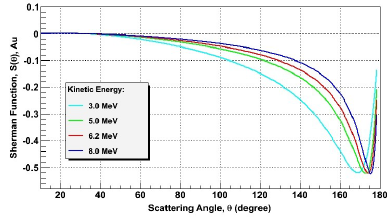 0.1
0
-0.1
-0.2
-0.3
-0.4
-0.5
Sherman Function, S(θ), Au
Kinetic Energy:
3.0 MeV
5.0 MeV
6.2 MeV
8.0 MeV
20 40 60 80 100 120 140 160 180
Scattering Angle, θ (degree)